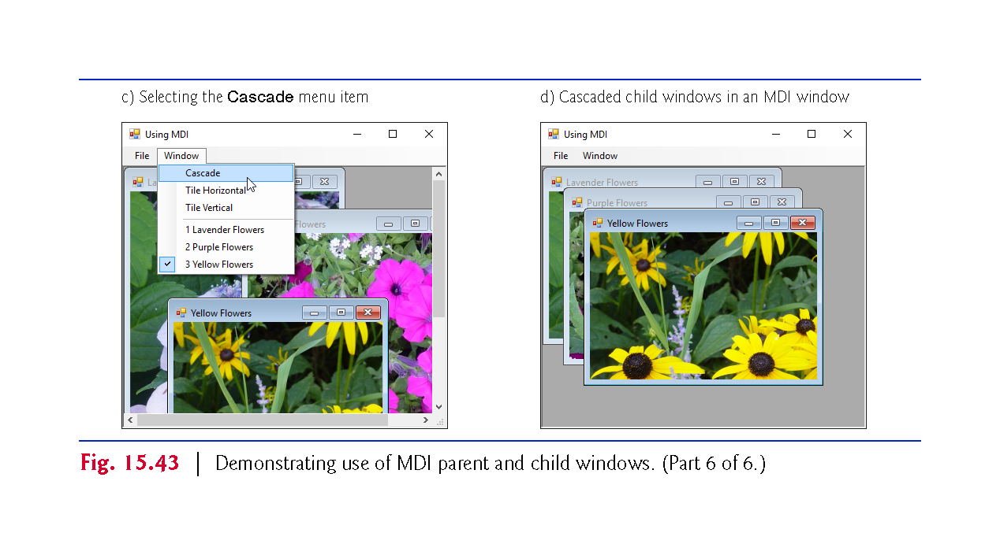 c) Selecting the Cascade menu item
Using MDI
File Window
Cascade
Tile Horizontal
Tile Vertical
1 Lavender Flowers
2 Purple Flowers
3 Yellow Flowers
La
Flowers
Yellow Flowers
d) Cascaded child windows in an MDI window
Using MDI
File Window
Lavender Flowers
Purple Flowers
Yellow Flowers
Fig. 15.43 | Demonstrating use of MDI parent and child windows. (Part 6 of 6.)